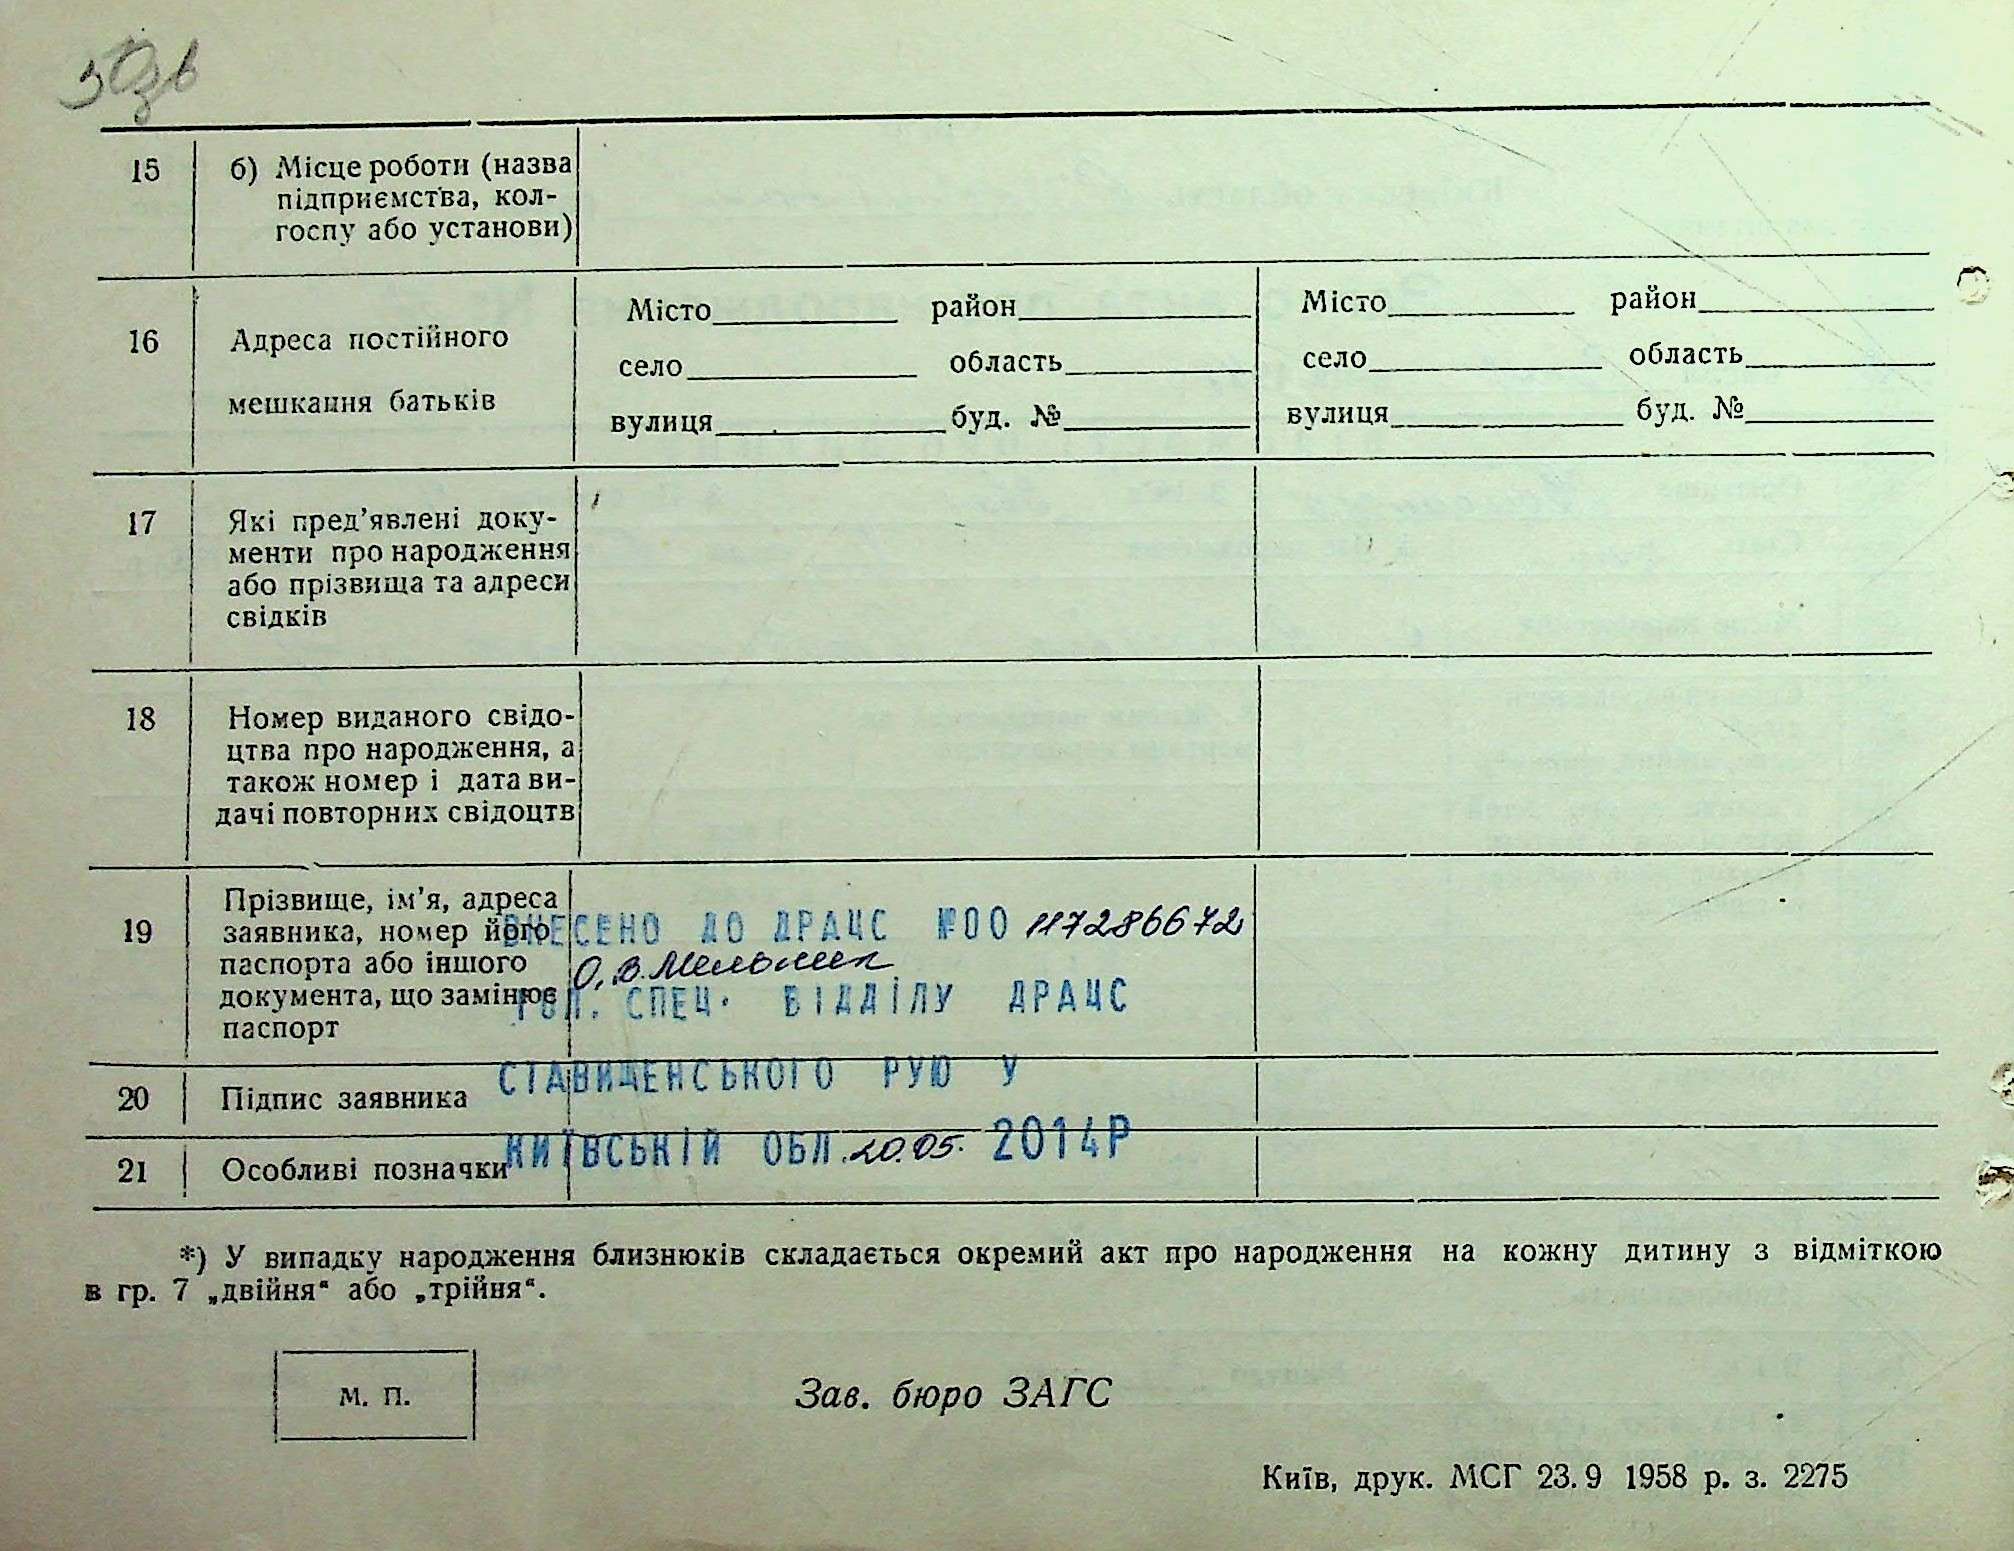 15 б) Місце роботи (назва
підприємства, кол-
госпу або установи)
16 Адреса постійного
мешкання батьків
Місто район
село область
вулиця буд. №
Місто район
село область
вулиця буд. №
17 Які пред’явлені доку-
менти про народження
або прізвища та адреси
свідків
18 Номер виданого свідо-
цтва про народження, а
також номер і дата ви-
дачі повторних свідоцтв
19 Прізвище, ім’я, адреса
заявника, номер його
паспорта або іншого
документа, що замінює
паспорт
ВНЕСЕНО ДО ДРАЦС №00 117286672
О.В.Мельник
ГОЛ. СПЕЦ. ВІДДІЛУ ДРАЦС
СТАВИЩЕНСЬКОГО РУЮ У
КИЇВСЬКІЙ ОБЛ. 20.05. 2014Р
20 Підпис заявника
21 Особливі позначки
*) У випадку народження близнюків складається окремий акт про народження на кожну дитину з відміткою
в гр. 7 „двійня“ або „трійня“.
М. П.
Зав. бюро ЗАГС
Київ, друк. МСГ 23.9 1958 р. з. 2275